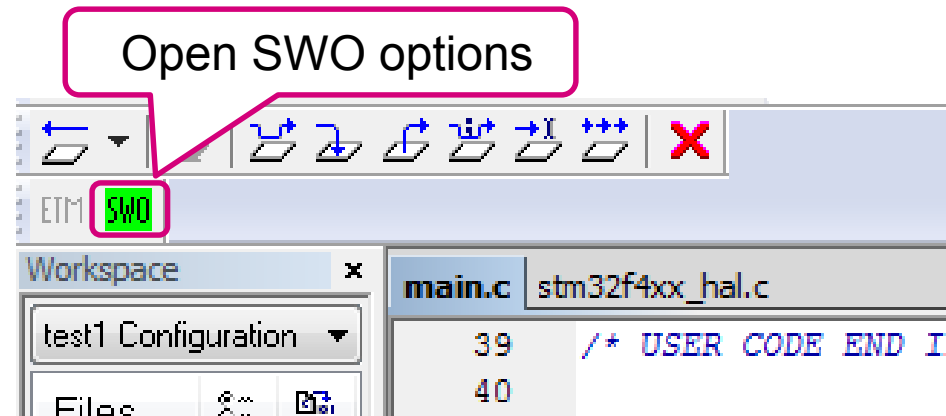 Open SWO options
ETM SWO
Workspace x
main.c stm32f4xx_hal.c
test1 Configuration
39 /* USER CODE END
40
Files